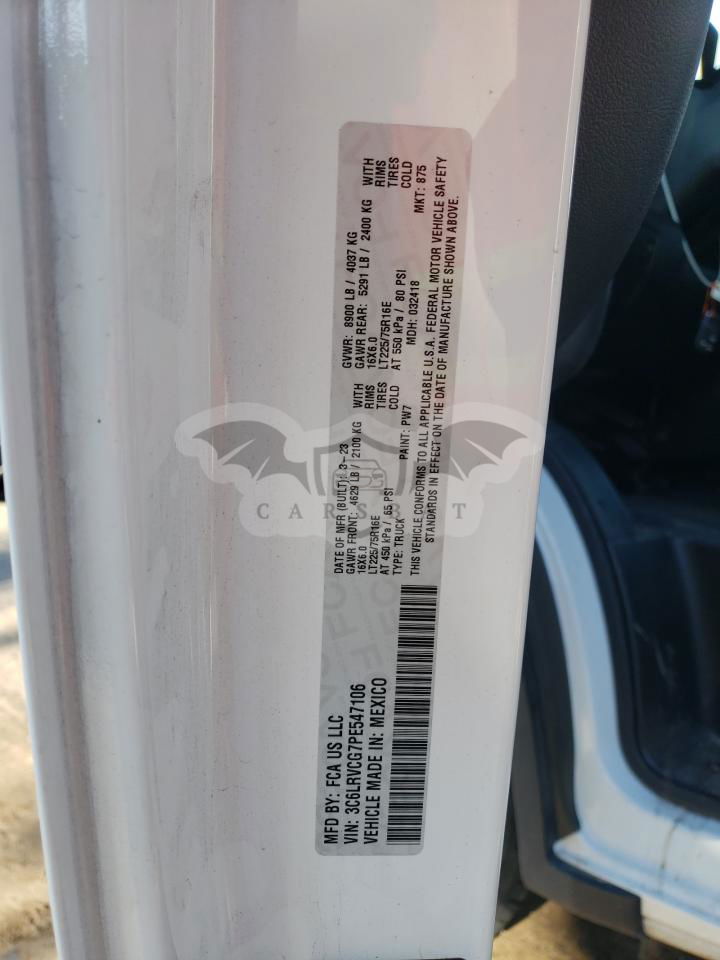 MFD BY: FCA US LLC
VIN: 3C6LRVCG7PE547106
VEHICLE MADE IN: MEXICO
DATE OF MFR (BUILT): 3-23 GVWR: 8900 LB / 4037 KG
GAWR FRONT: 4629 LB / 2100 KG WITH GAWR REAR: 5291 LB / 2400 KG WITH
16X6.0 RIMS 16X6.0 RIMS
LT225/75R16E TIRES LT225/75R16E TIRES
AT 450 kPa / 65 PSI COLD AT 550 kPa / 80 PSI COLD
TYPE: TRUCK PAINT: PW7 MDH: 032418 MKT: 875
THIS VEHICLE CONFORMS TO ALL APPLICABLE U.S.A. FEDERAL MOTOR VEHICLE SAFETY
STANDARDS IN EFFECT ON THE DATE OF MANUFACTURE SHOWN ABOVE.